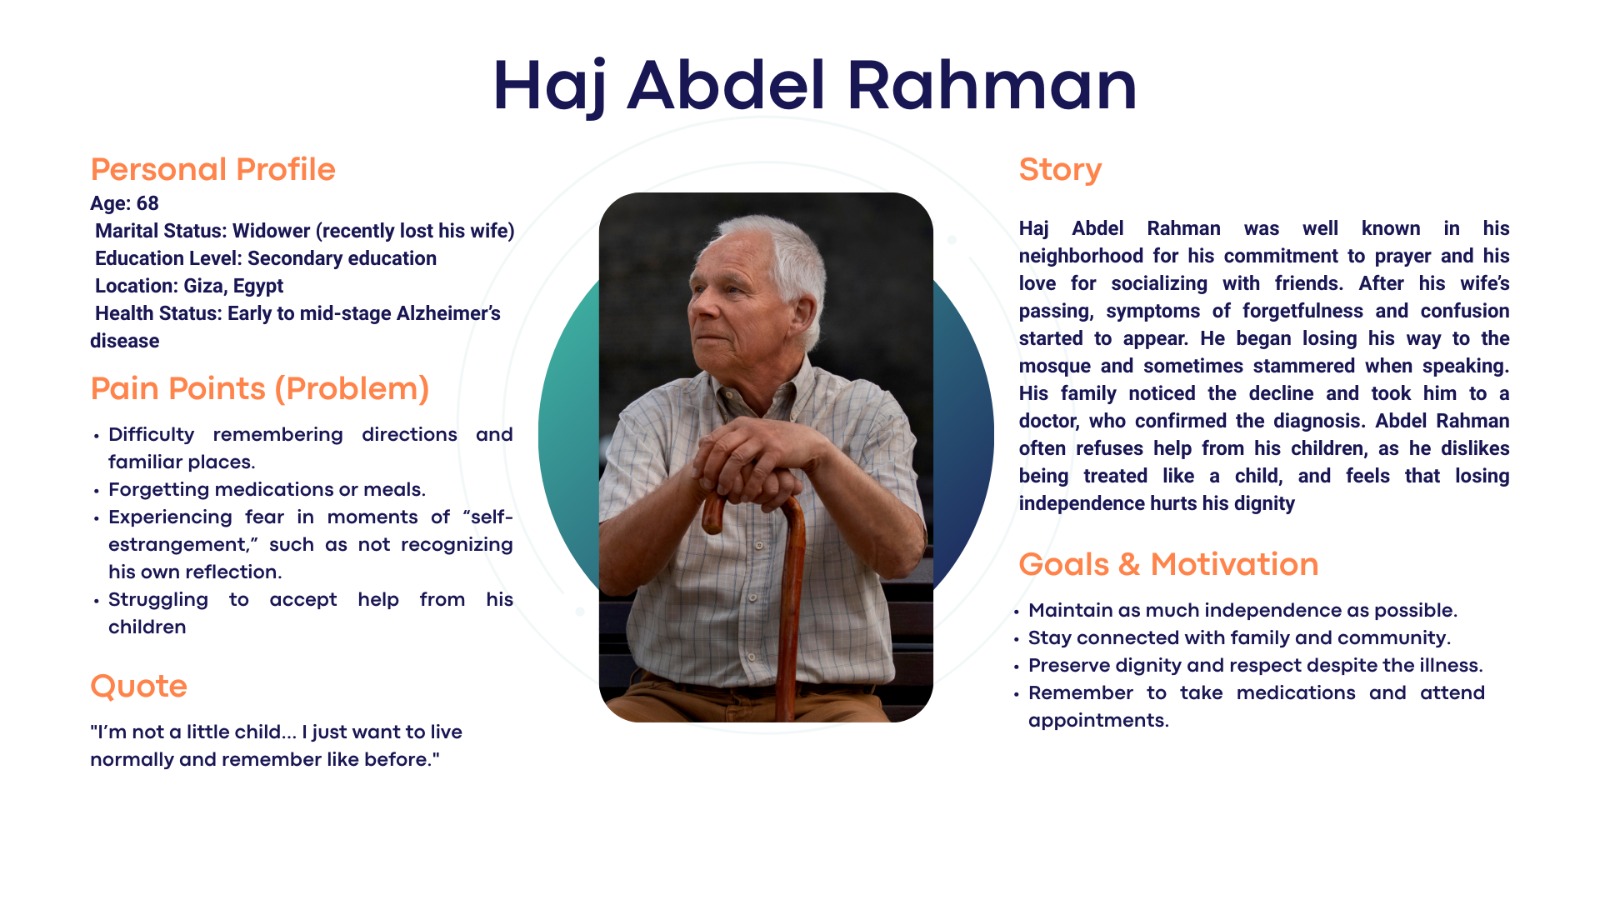 Haj Abdel Rahman
Personal Profile
Age: 68
Marital Status: Widower (recently lost his wife)
Education Level: Secondary education
Location: Giza, Egypt
Health Status: Early to mid-stage Alzheimer’s
disease
Pain Points (Problem)
• Difficulty remembering directions and
familiar places.
• Forgetting medications or meals.
• Experiencing fear in moments of “self-
estrangement,” such as not recognizing
his own reflection.
• Struggling to accept help from his
children
Quote
"I’m not a little child... I just want to live
normally and remember like before."
Story
Haj Abdel Rahman was well known in his
neighborhood for his commitment to prayer and his
love for socializing with friends. After his wife’s
passing, symptoms of forgetfulness and confusion
started to appear. He began losing his way to the
mosque and sometimes stammered when speaking.
His family noticed the decline and took him to a
doctor, who confirmed the diagnosis. Abdel Rahman
often refuses help from his children, as he dislikes
being treated like a child, and feels that losing
independence hurts his dignity
Goals & Motivation
• Maintain as much independence as possible.
• Stay connected with family and community.
• Preserve dignity and respect despite the illness.
• Remember to take medications and attend
appointments.